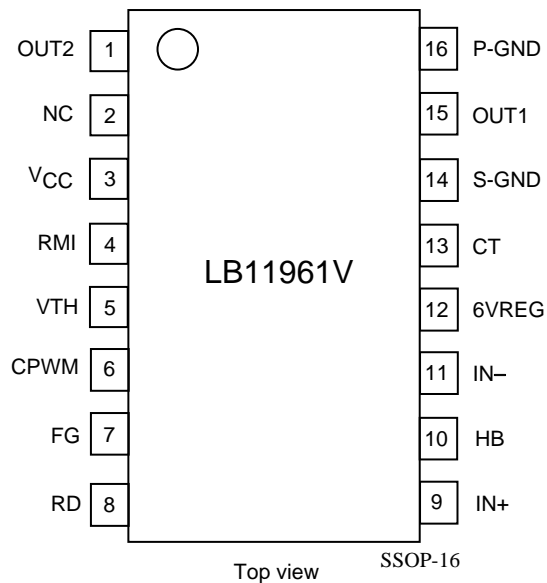 OUT2 1 16 P-GND
NC 2 15 OUT1
VCC 3 14 S-GND
RMI 4 13 CT
LB11961V
VTH 5 12 6VREG
CPWM 6 11 IN–
FG 7 10 HB
RD 8 9 IN+
Top view
SSOP-16